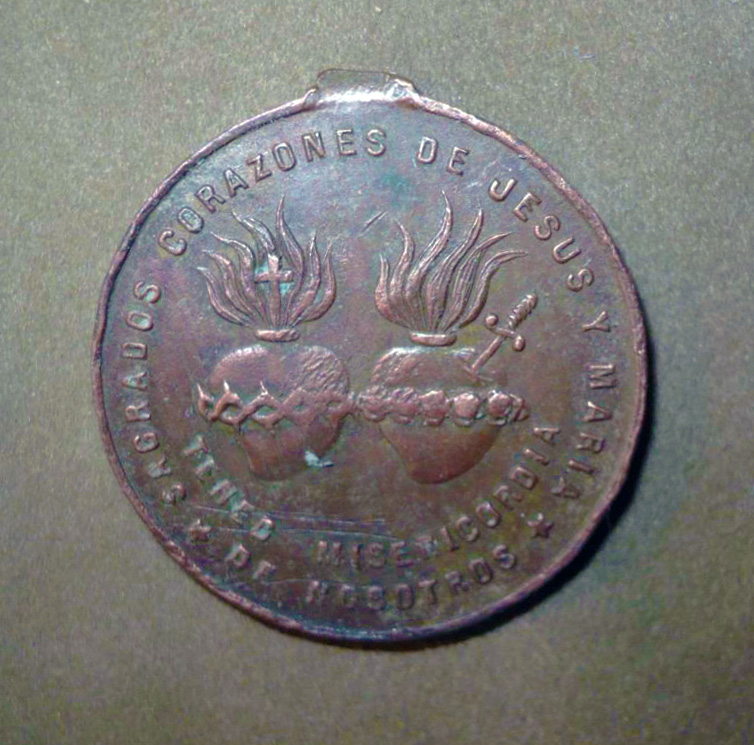 SAGRADOS CORAZONES DE JESUS Y MARIA
TENED MISERICORDIA
DE NOSOTROS